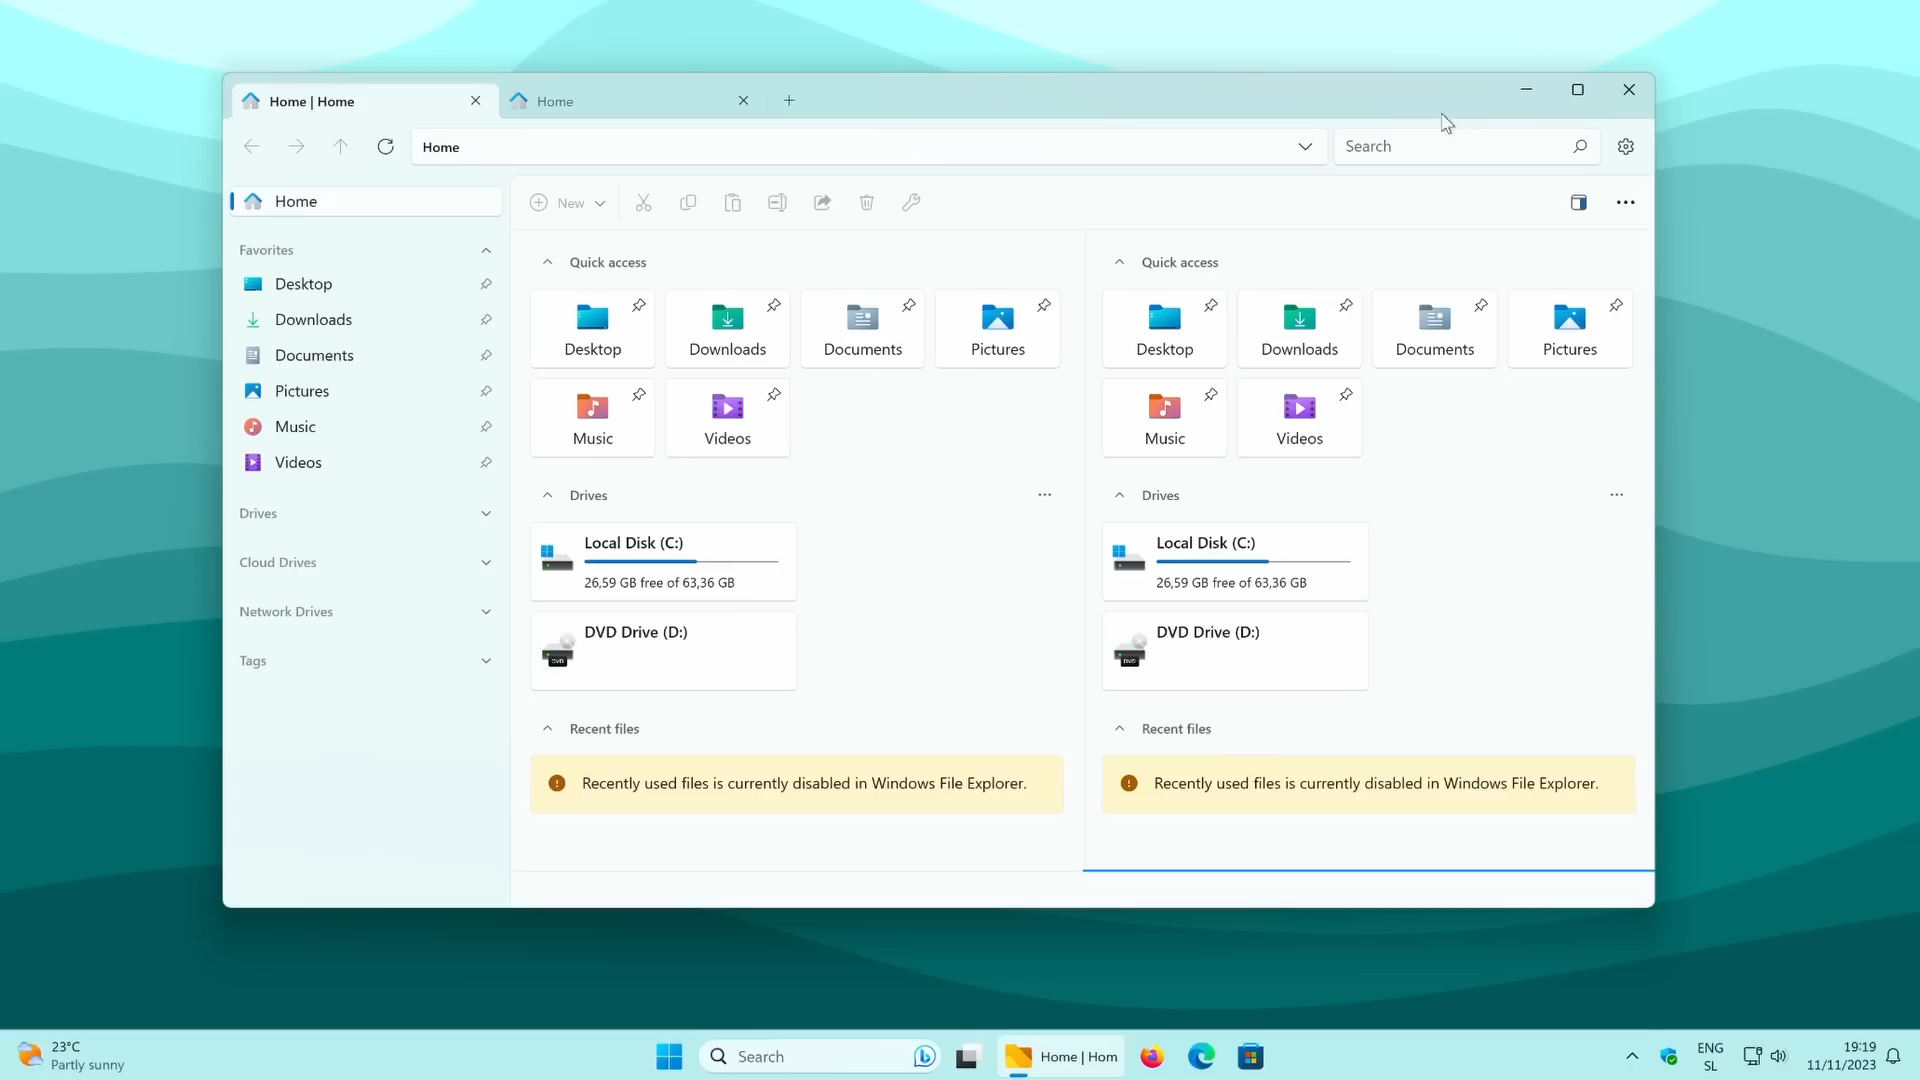 Home | Home
Home
Home
Search
Home
New
Favorites
Desktop
Downloads
Documents
Pictures
Music
Videos
Drives
Cloud Drives
Network Drives
Tags
Quick access
Desktop
Downloads
Documents
Pictures
Music
Videos
Drives
Local Disk (C:)
26,59 GB free of 63,36 GB
DVD Drive (D:)
DVD
Recent files
Recently used files is currently disabled in Windows File Explorer.
Quick access
Desktop
Downloads
Documents
Pictures
Music
Videos
Drives
Local Disk (C:)
26,59 GB free of 63,36 GB
DVD Drive (D:)
DVD
Recent files
Recently used files is currently disabled in Windows File Explorer.
23°C
Partly sunny
Search
Home | Hom
ENG
SL
19:19
11/11/2023